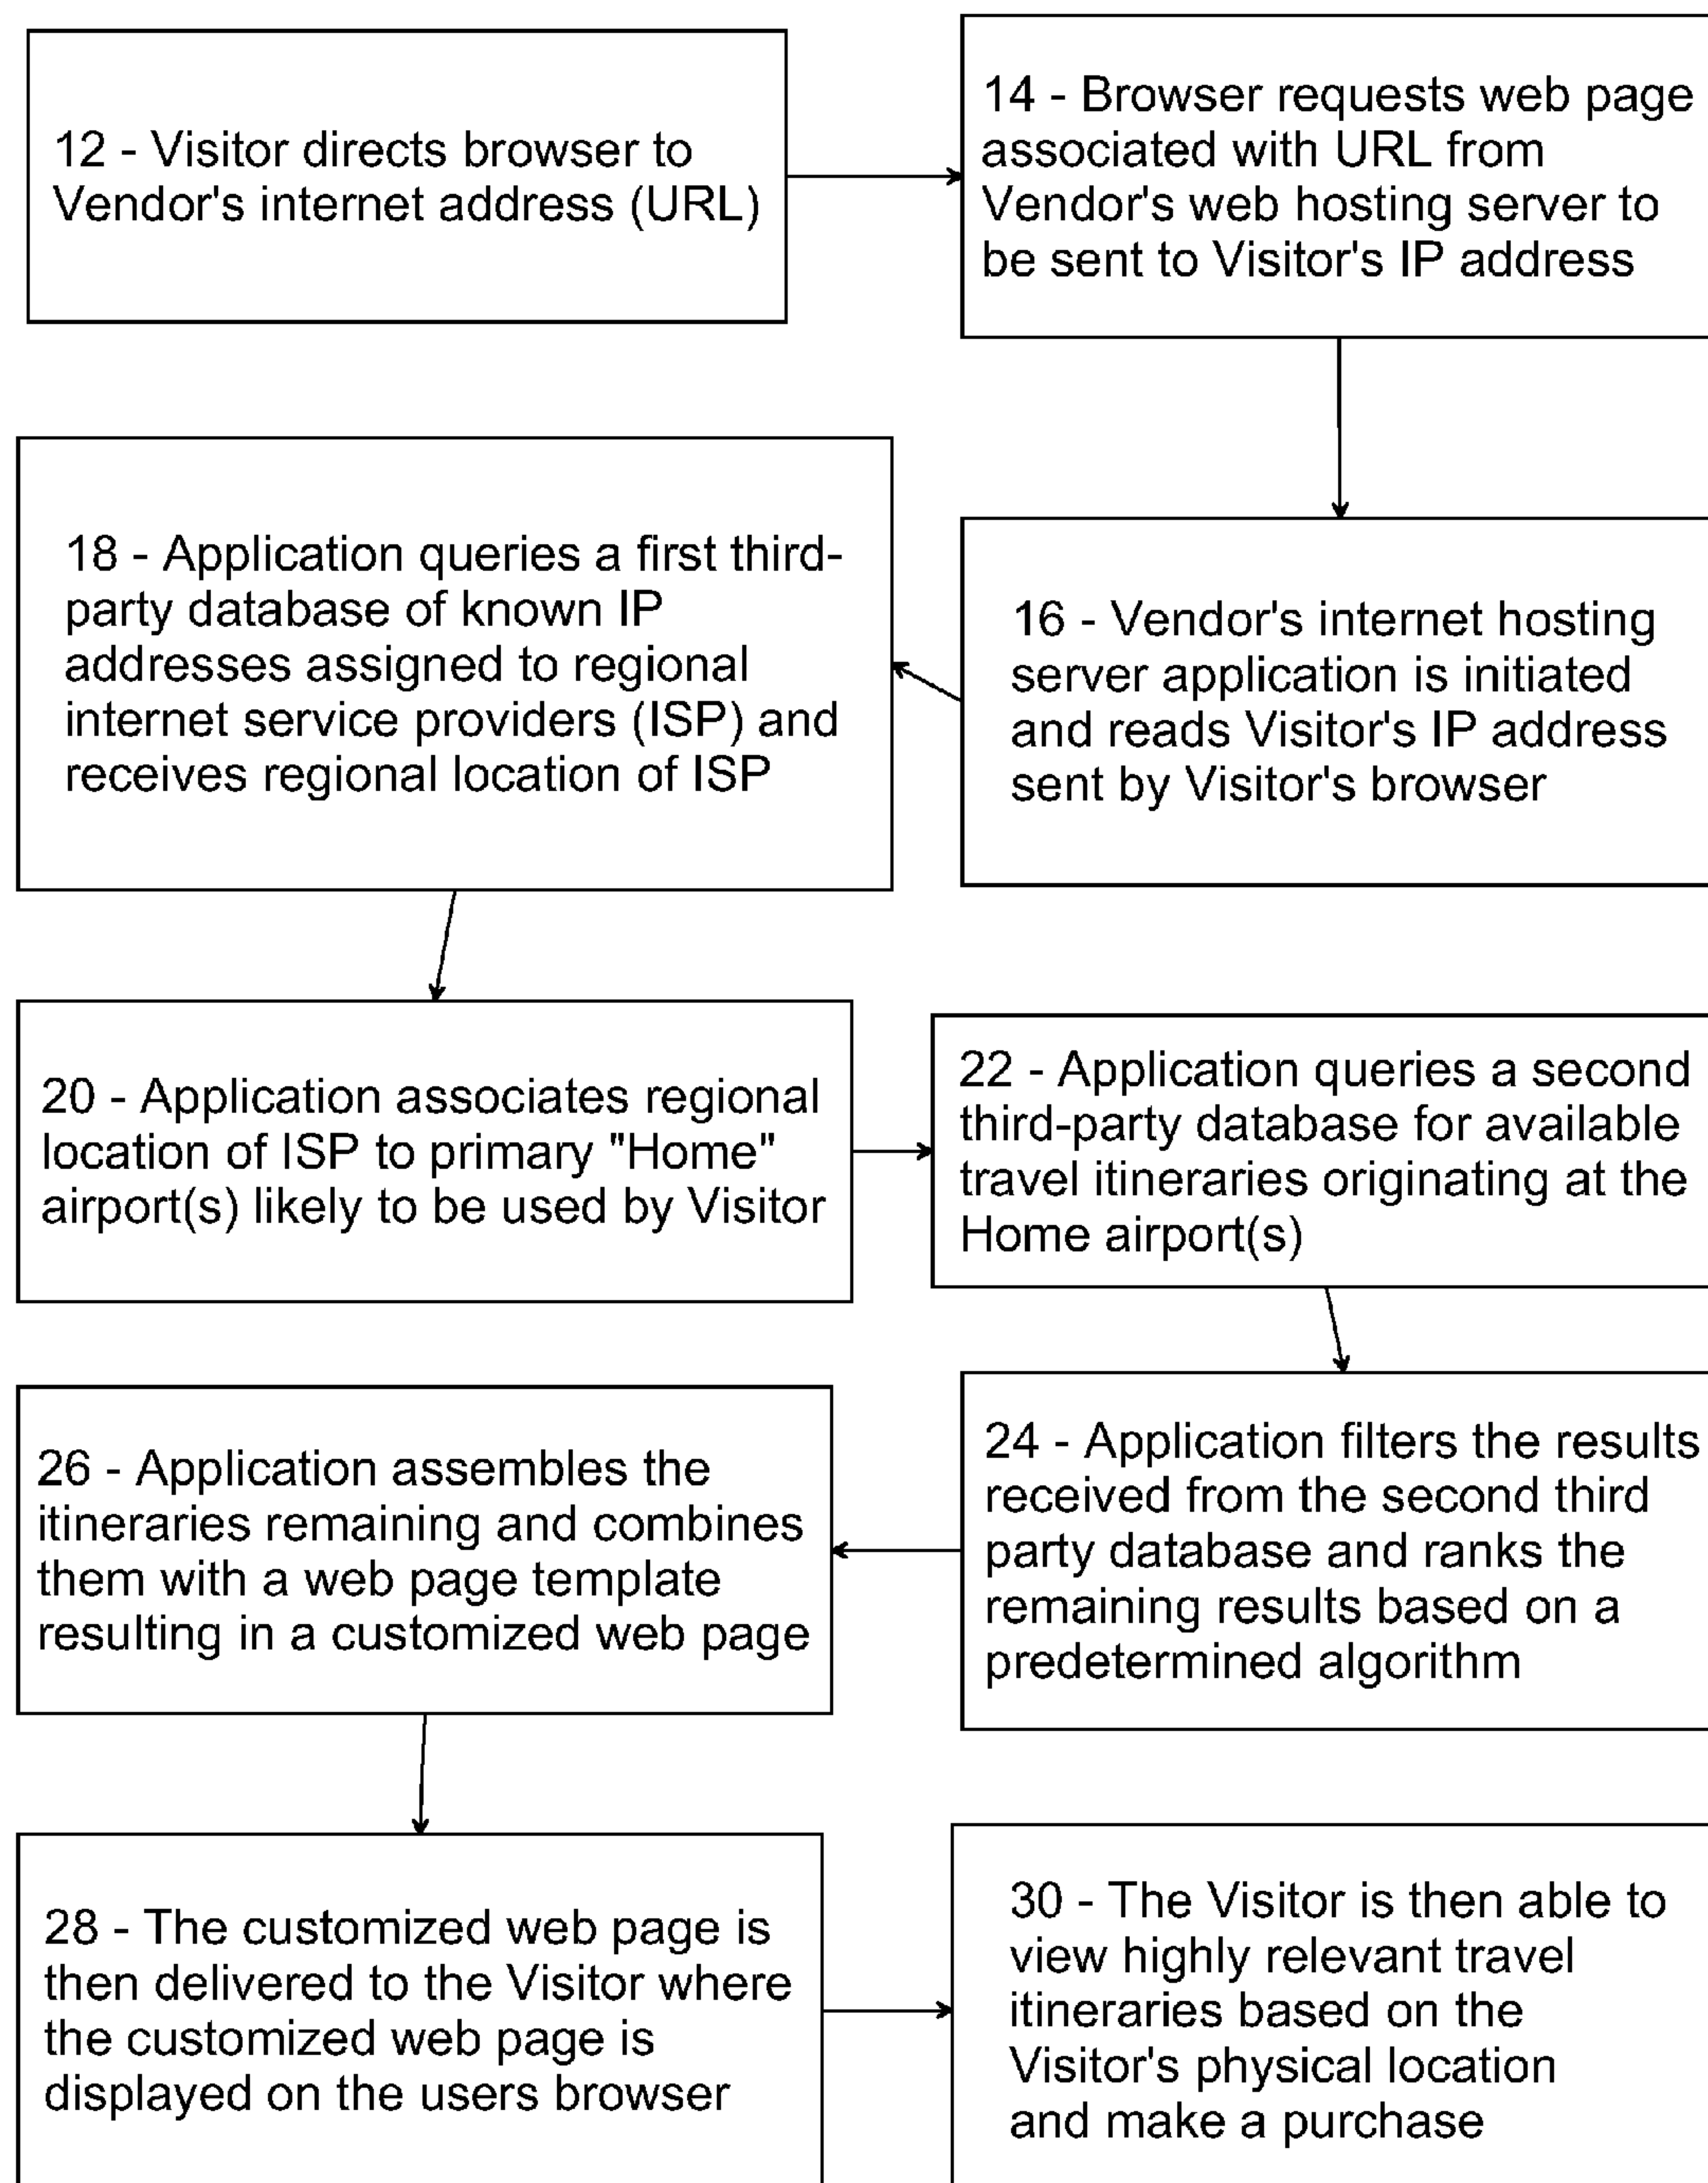 12 - Visitor directs browser to
Vendor's internet address (URL)
14 - Browser requests web page
associated with URL from
Vendor's web hosting server to
be sent to Visitor's IP address
16 - Vendor's internet hosting
server application is initiated
and reads Visitor's IP address
sent by Visitor's browser
18 - Application queries a first third-
party database of known IP
addresses assigned to regional
internet service providers (ISP) and
receives regional location of ISP
20 - Application associates regional
location of ISP to primary "Home"
airport(s) likely to be used by Visitor
22 - Application queries a second
third-party database for available
travel itineraries originating at the
Home airport(s)
24 - Application filters the results
received from the second third
party database and ranks the
remaining results based on a
predetermined algorithm
26 - Application assembles the
itineraries remaining and combines
them with a web page template
resulting in a customized web page
28 - The customized web page is
then delivered to the Visitor where
the customized web page is
displayed on the users browser
30 - The Visitor is then able to
view highly relevant travel
itineraries based on the
Visitor's physical location
and make a purchase